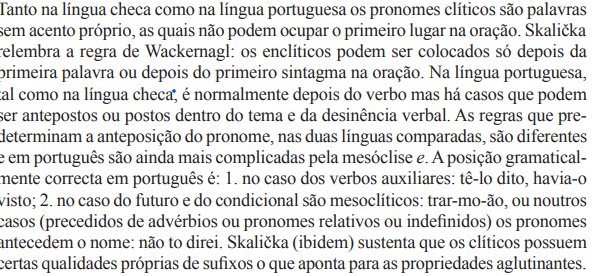 Tanto na língua checa como na língua portuguesa os pronomes clíticos são palavras
sem acento próprio, as quais não podem ocupar o primeiro lugar na oração. Skalička
relembra a regra de Wackernagl: os enclíticos podem ser colocados só depois da
primeira palavra ou depois do primeiro sintagma na oração. Na língua portuguesa,
tal como na língua checa, é normalmente depois do verbo mas há casos que podem
ser antepostos ou postos dentro do tema e da desinência verbal. As regras que pre-
determinam a anteposição do pronome, nas duas línguas comparadas, são diferentes
e em português são ainda mais complicadas pela mesóclise e. A posição gramatical-
mente correcta em português é: 1. no caso dos verbos auxiliares: tê-lo dito, havia-o
visto; 2. no caso do futuro e do condicional são mesoclíticos: trar-mo-ão, ou noutros
casos (precedidos de advérbios ou pronomes relativos ou indefinidos) os pronomes
antecedem o nome: não to direi. Skalička (ibidem) sustenta que os clíticos possuem
certas qualidades próprias de sufixos o que aponta para as propriedades aglutinantes.